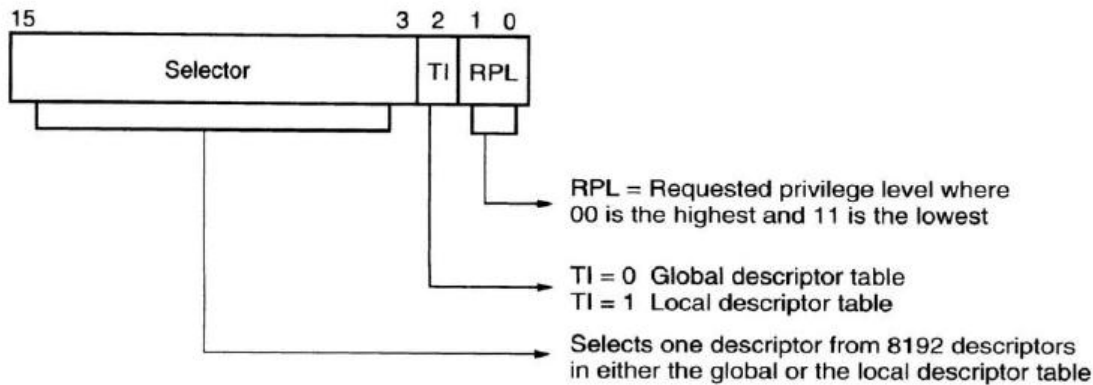 15 3 2 1 0
Selector TI RPL
RPL = Requested privilege level where
00 is the highest and 11 is the lowest
TI = 0 Global descriptor table
TI = 1 Local descriptor table
Selects one descriptor from 8192 descriptors
in either the global or the local descriptor table